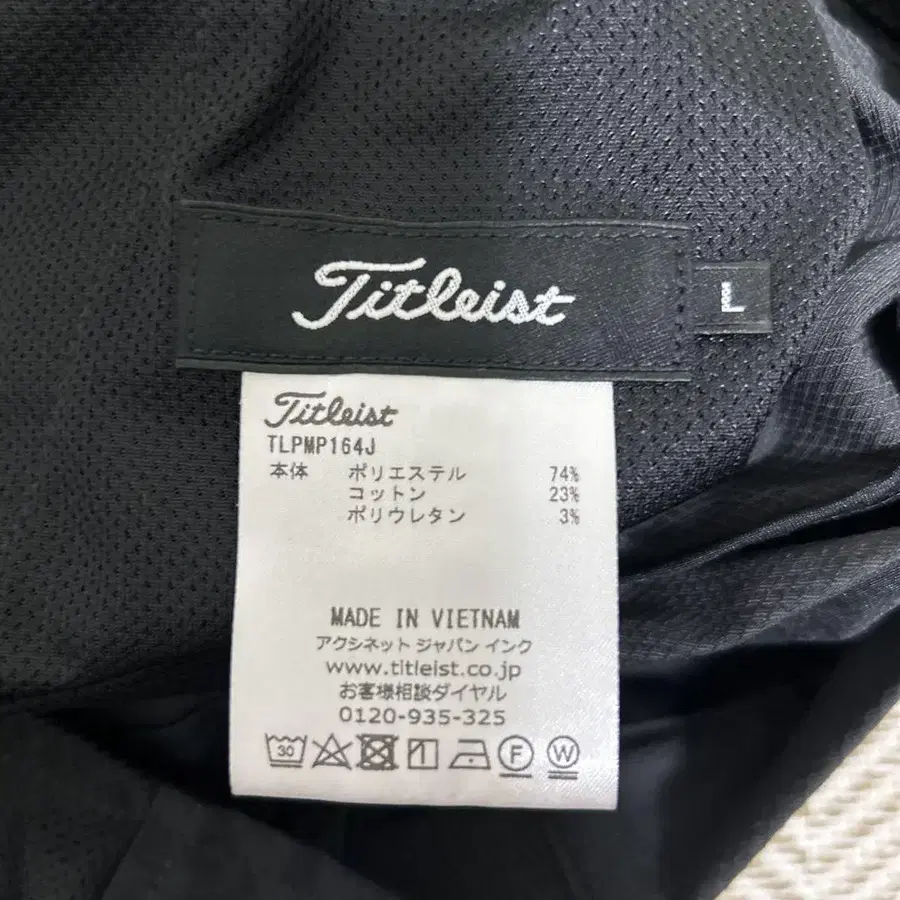 Titleist
L
Titleist
TLPMP164J
本体 ポリエステル 74%
コットン 23%
ポリウレタン 3%
MADE IN VIETNAM
アクシネット ジャパン インク
www.titleist.co.jp
お客様相談ダイヤル
0120-935-325
30 F W